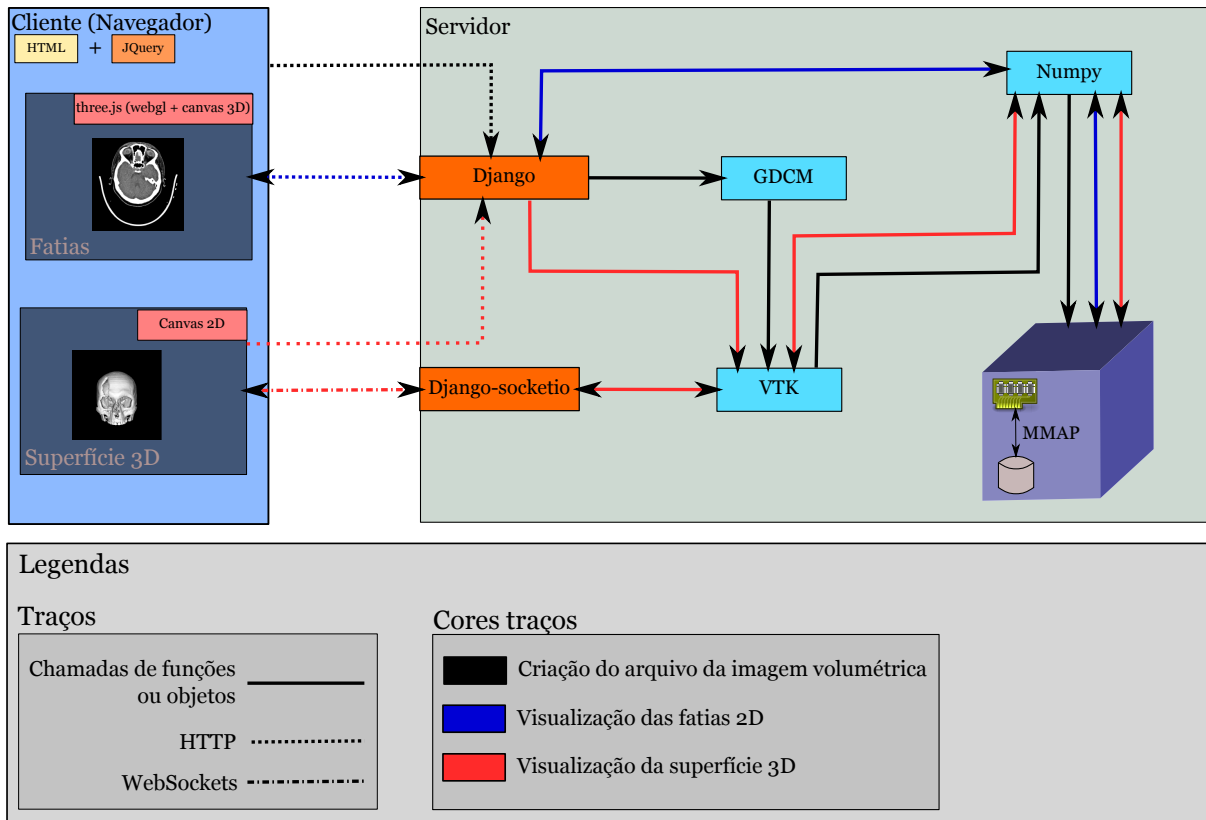 Cliente (Navegador)
HTML + JQuery
three.js (webgl + canvas 3D)
Fatias
Canvas 2D
Superfície 3D
Servidor
Numpy
Django
GDCM
Django-socketio
VTK
MMAP
Legendas
Traços
Chamadas de funções
ou objetos
HTTP
WebSockets
Cores traços
Criação do arquivo da imagem volumétrica
Visualização das fatias 2D
Visualização da superfície 3D